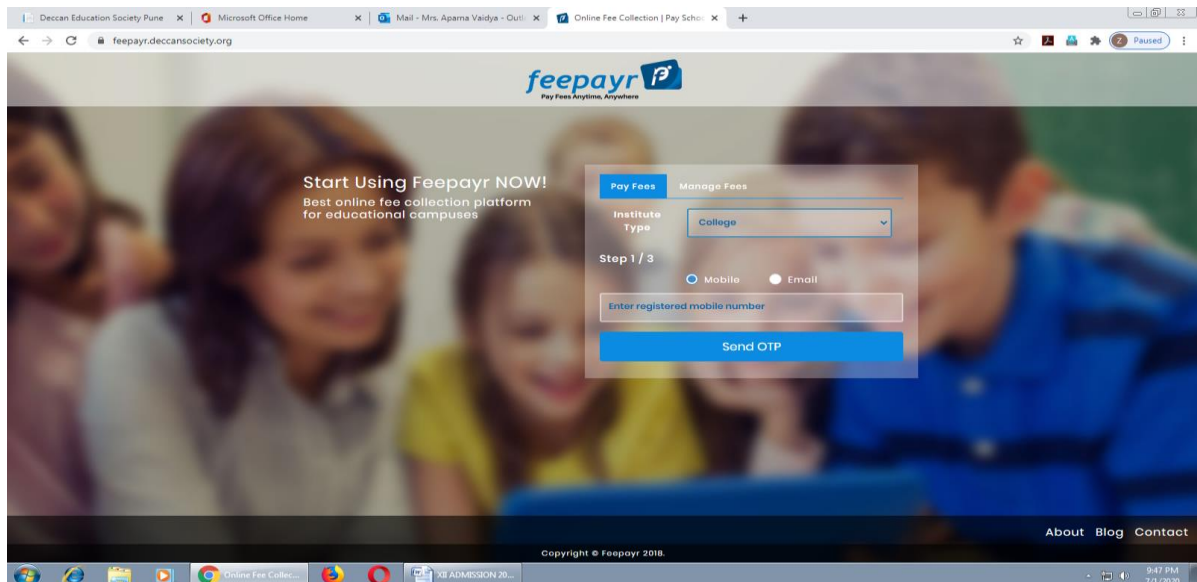 Deccan Education Society Pune
Microsoft Office Home
Mail - Mrs. Aparna Vaidya - Outl
Online Fee Collection | Pay Schoo
feepayr.deccansociety.org
Z Paused
feepayr
Pay Fees Anytime, Anywhere
Start Using Feepayr NOW!
Best online fee collection platform
for educational campuses
Pay Fees Manage Fees
Institute
Type
College
Step 1 / 3
Mobile Email
Enter registered mobile number
Send OTP
About Blog Contact
Copyright © Feepayr 2018.
Online Fee Collec...
XII ADMISSION 20...
9:47 PM
7/1/2020